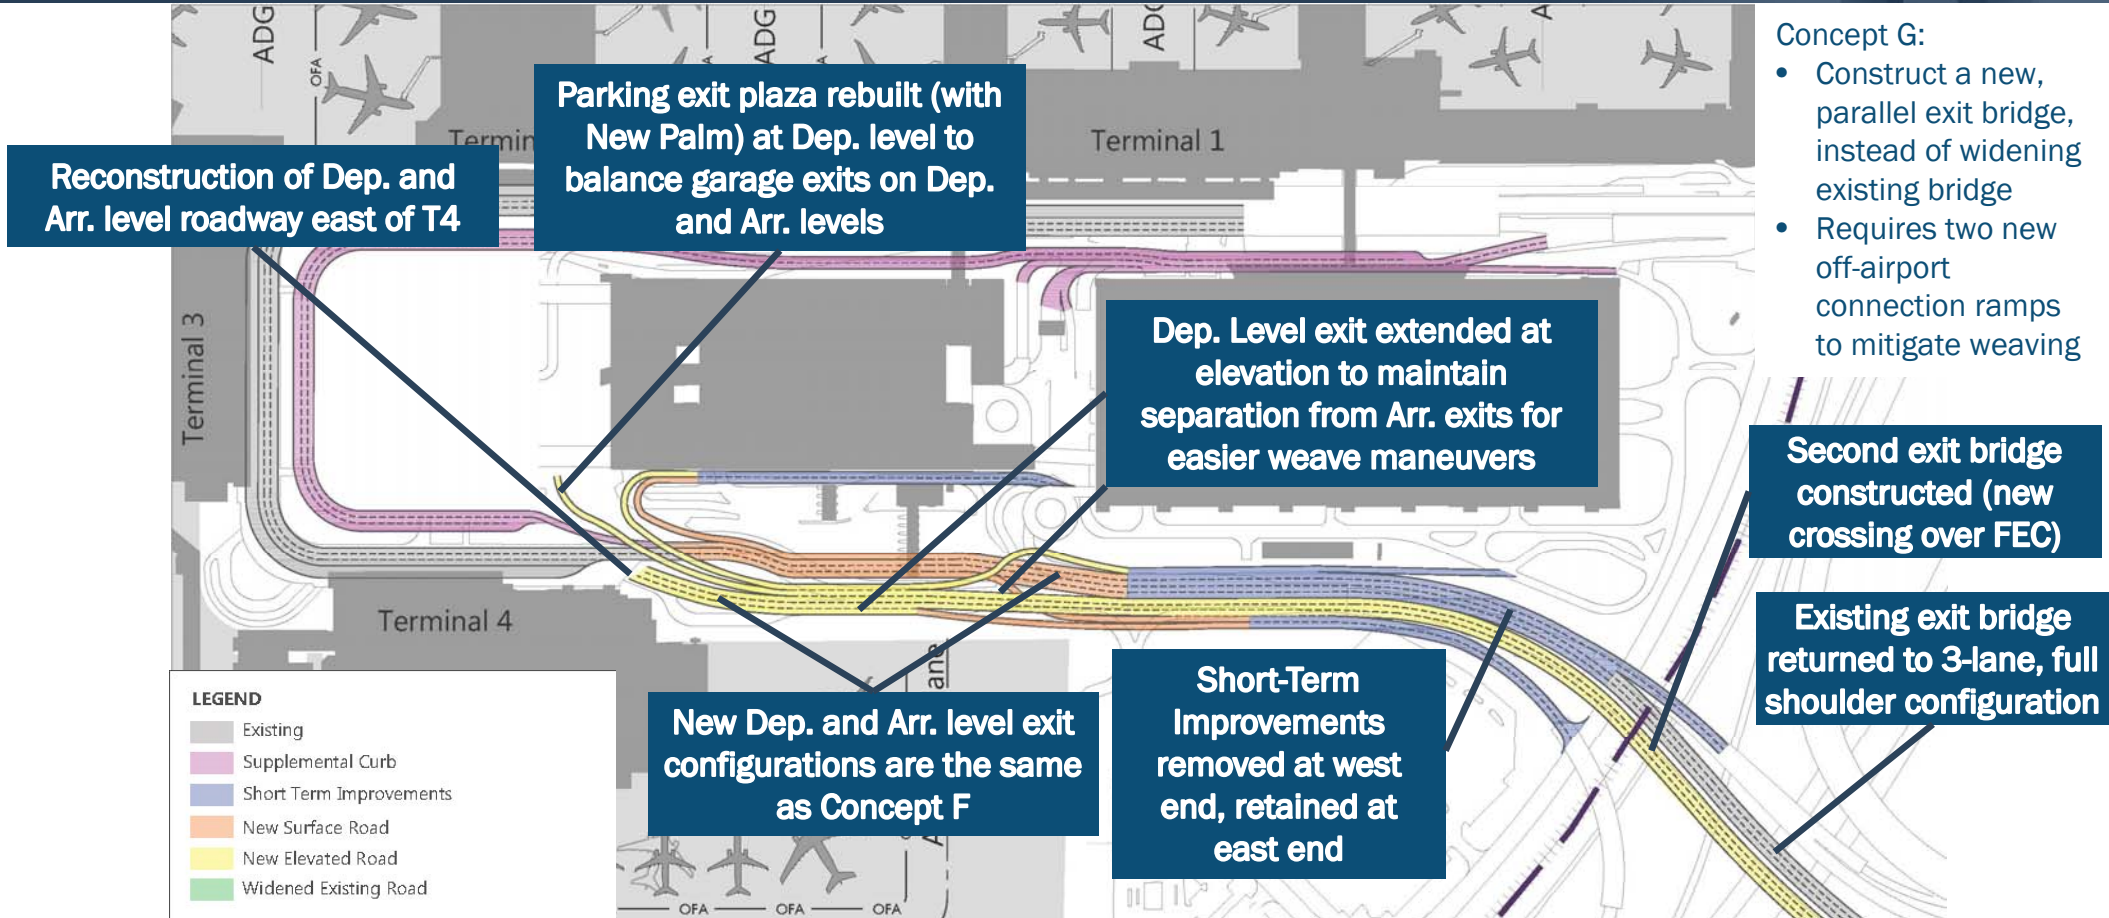 ADG
OFA
ADG
Concept G:
• Construct a new,
parallel exit bridge,
instead of widening
existing bridge
• Requires two new
off-airport
connection ramps
to mitigate weaving
Parking exit plaza rebuilt (with
New Palm) at Dep. level to
balance garage exits on Dep.
and Arr. levels
Reconstruction of Dep. and
Arr. level roadway east of T4
Terminal 1
Terminal 3
Dep. Level exit extended at
elevation to maintain
separation from Arr. exits for
easier weave maneuvers
Second exit bridge
constructed (new
crossing over FEC)
Existing exit bridge
returned to 3-lane, full
shoulder configuration
Terminal 4
New Dep. and Arr. level exit
configurations are the same
as Concept F
Short-Term
Improvements
removed at west
end, retained at
east end
LEGEND
Existing
Supplemental Curb
Short Term Improvements
New Surface Road
New Elevated Road
Widened Existing Road
OFA
OFA
OFA